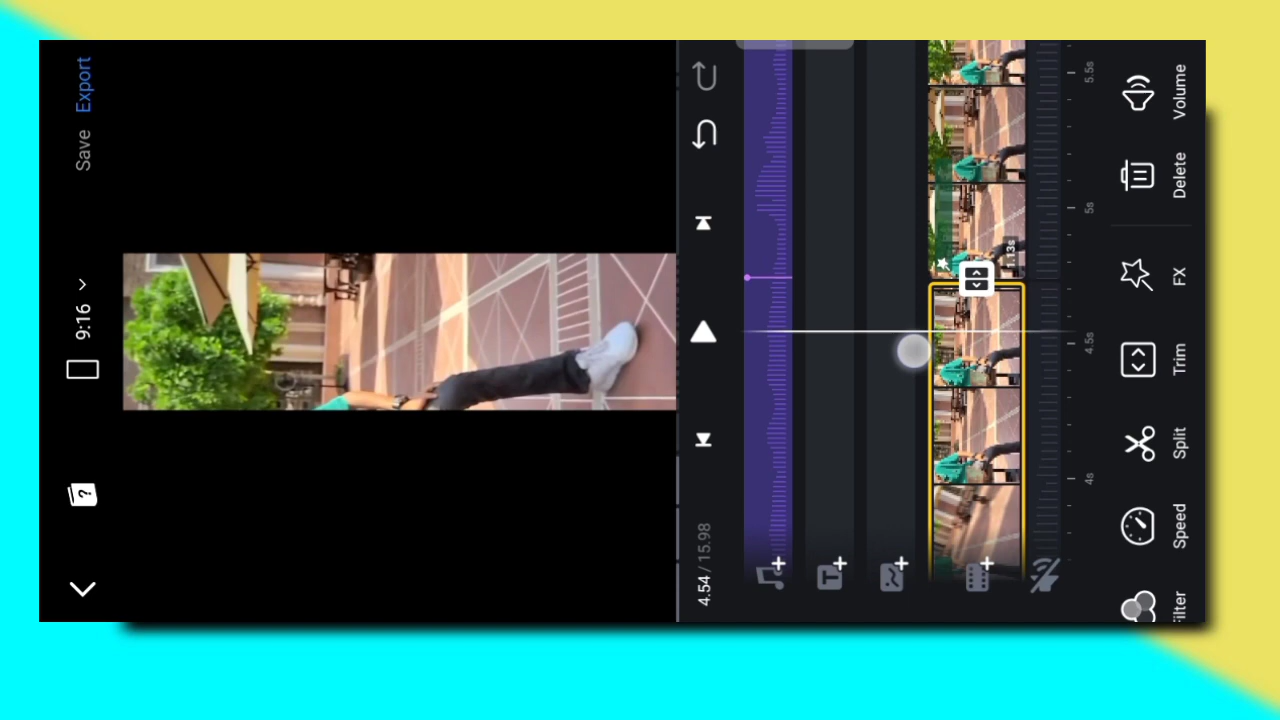 9:16
Save
Export
?
4.54 / 15.98
T
1.13s
4s
4.5s
5s
5.5s
Filter
Speed
Split
Trim
FX
Delete
Volume